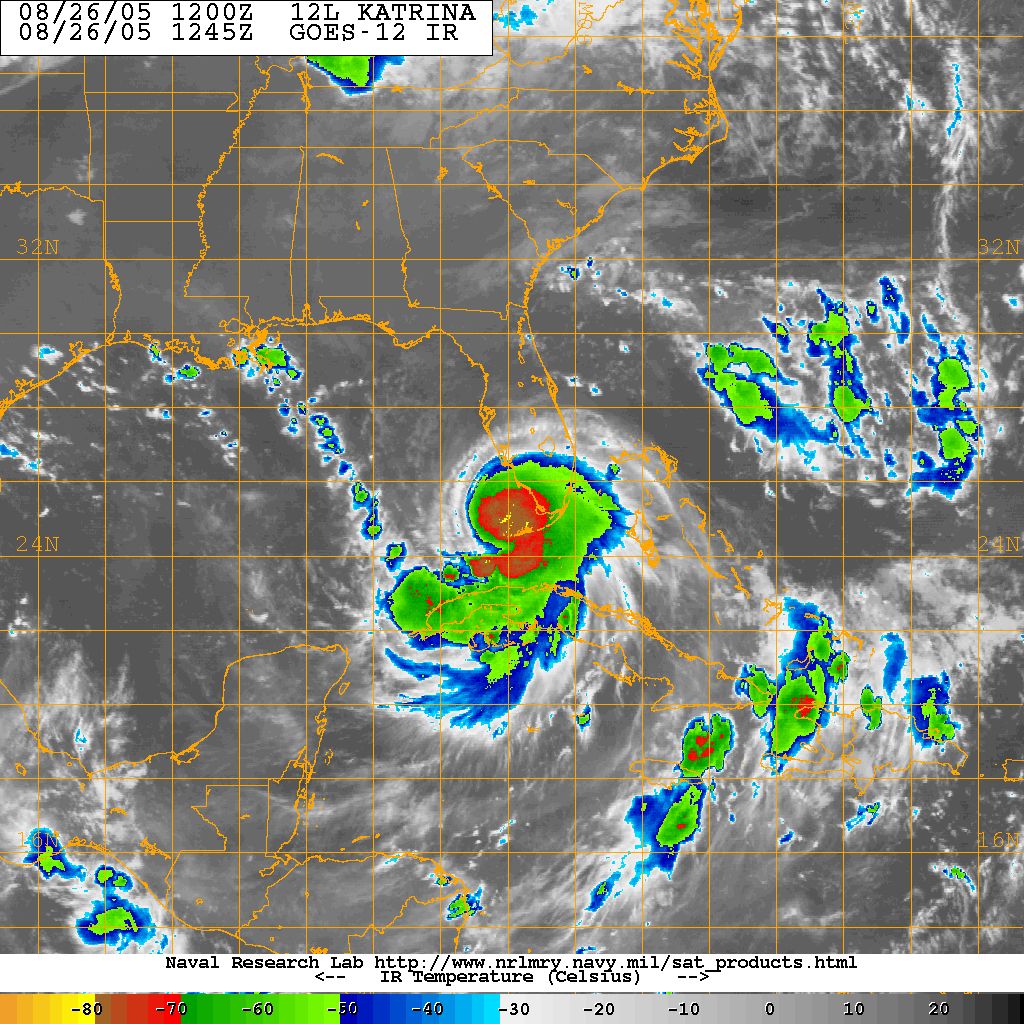 08/26/05 1200Z 12L KATRINA
08/26/05 1245Z GOES-12 IR
32N 32N
24N 24N
16N 16N
Naval Research Lab http://www.nrlmry.navy.mil/sat_products.html
<-- IR Temperature (Celsius) -->
-80 -70 -60 -50 -40 -30 -20 -10 0 10 20